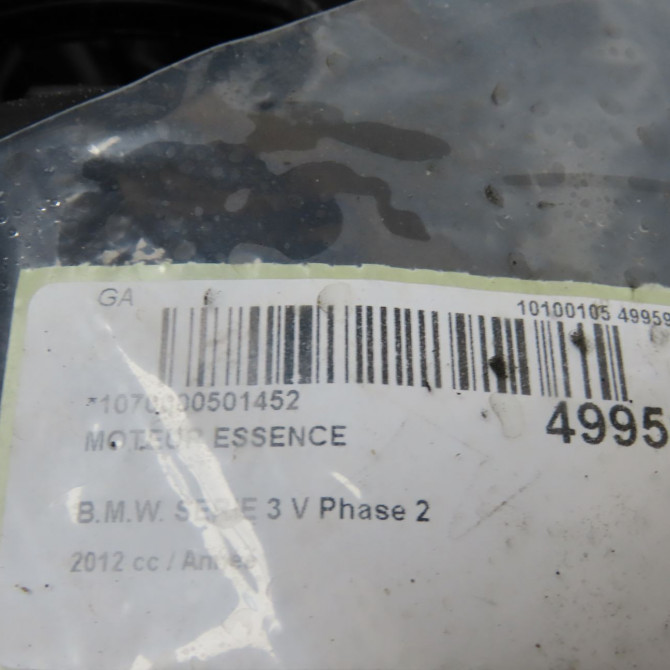 GA
10100105 49959
*1070000501452
4995
MOTEUR ESSENCE
B.M.W. SERIE 3 V Phase 2
2012 cc / Année